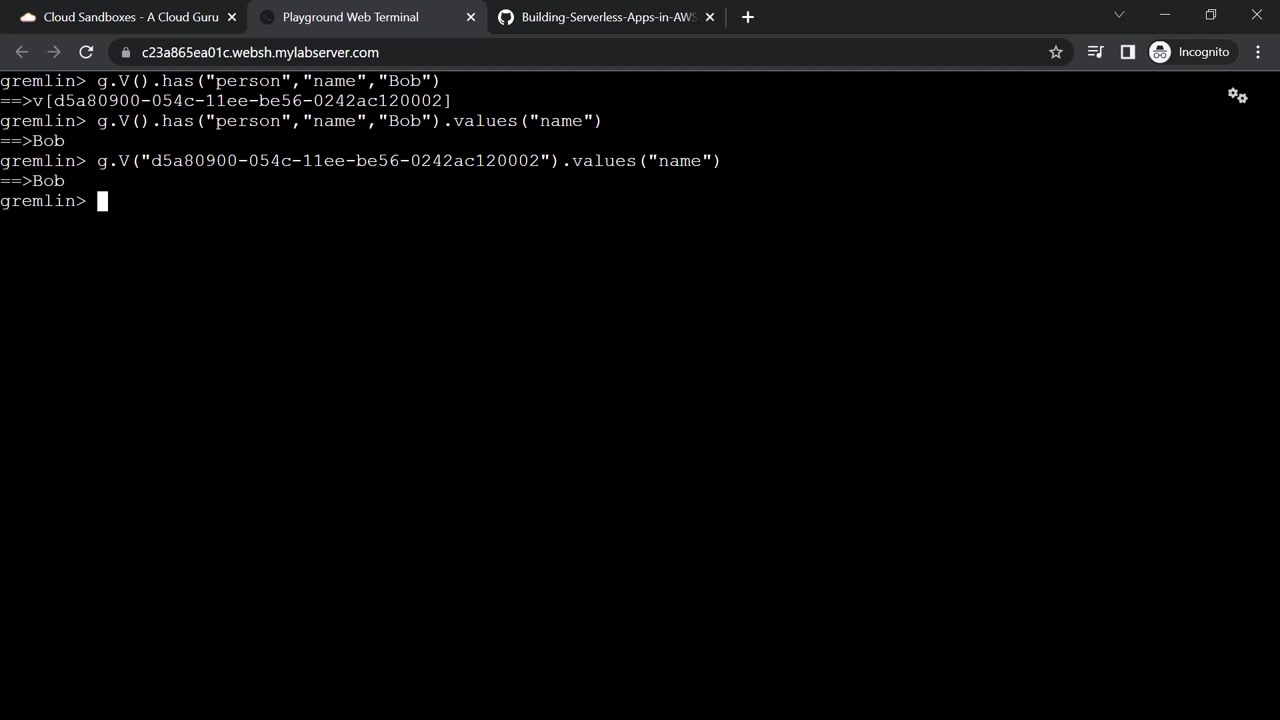 Cloud Sandboxes - A Cloud Guru
Playground Web Terminal
Building-Serverless-Apps-in-AWS
c23a865ea01c.websh.mylabserver.com
Incognito
gremlin> g.V().has("person","name","Bob")
==>v[d5a80900-054c-11ee-be56-0242ac120002]
gremlin> g.V().has("person","name","Bob").values("name")
==>Bob
gremlin> g.V("d5a80900-054c-11ee-be56-0242ac120002").values("name")
==>Bob
gremlin>